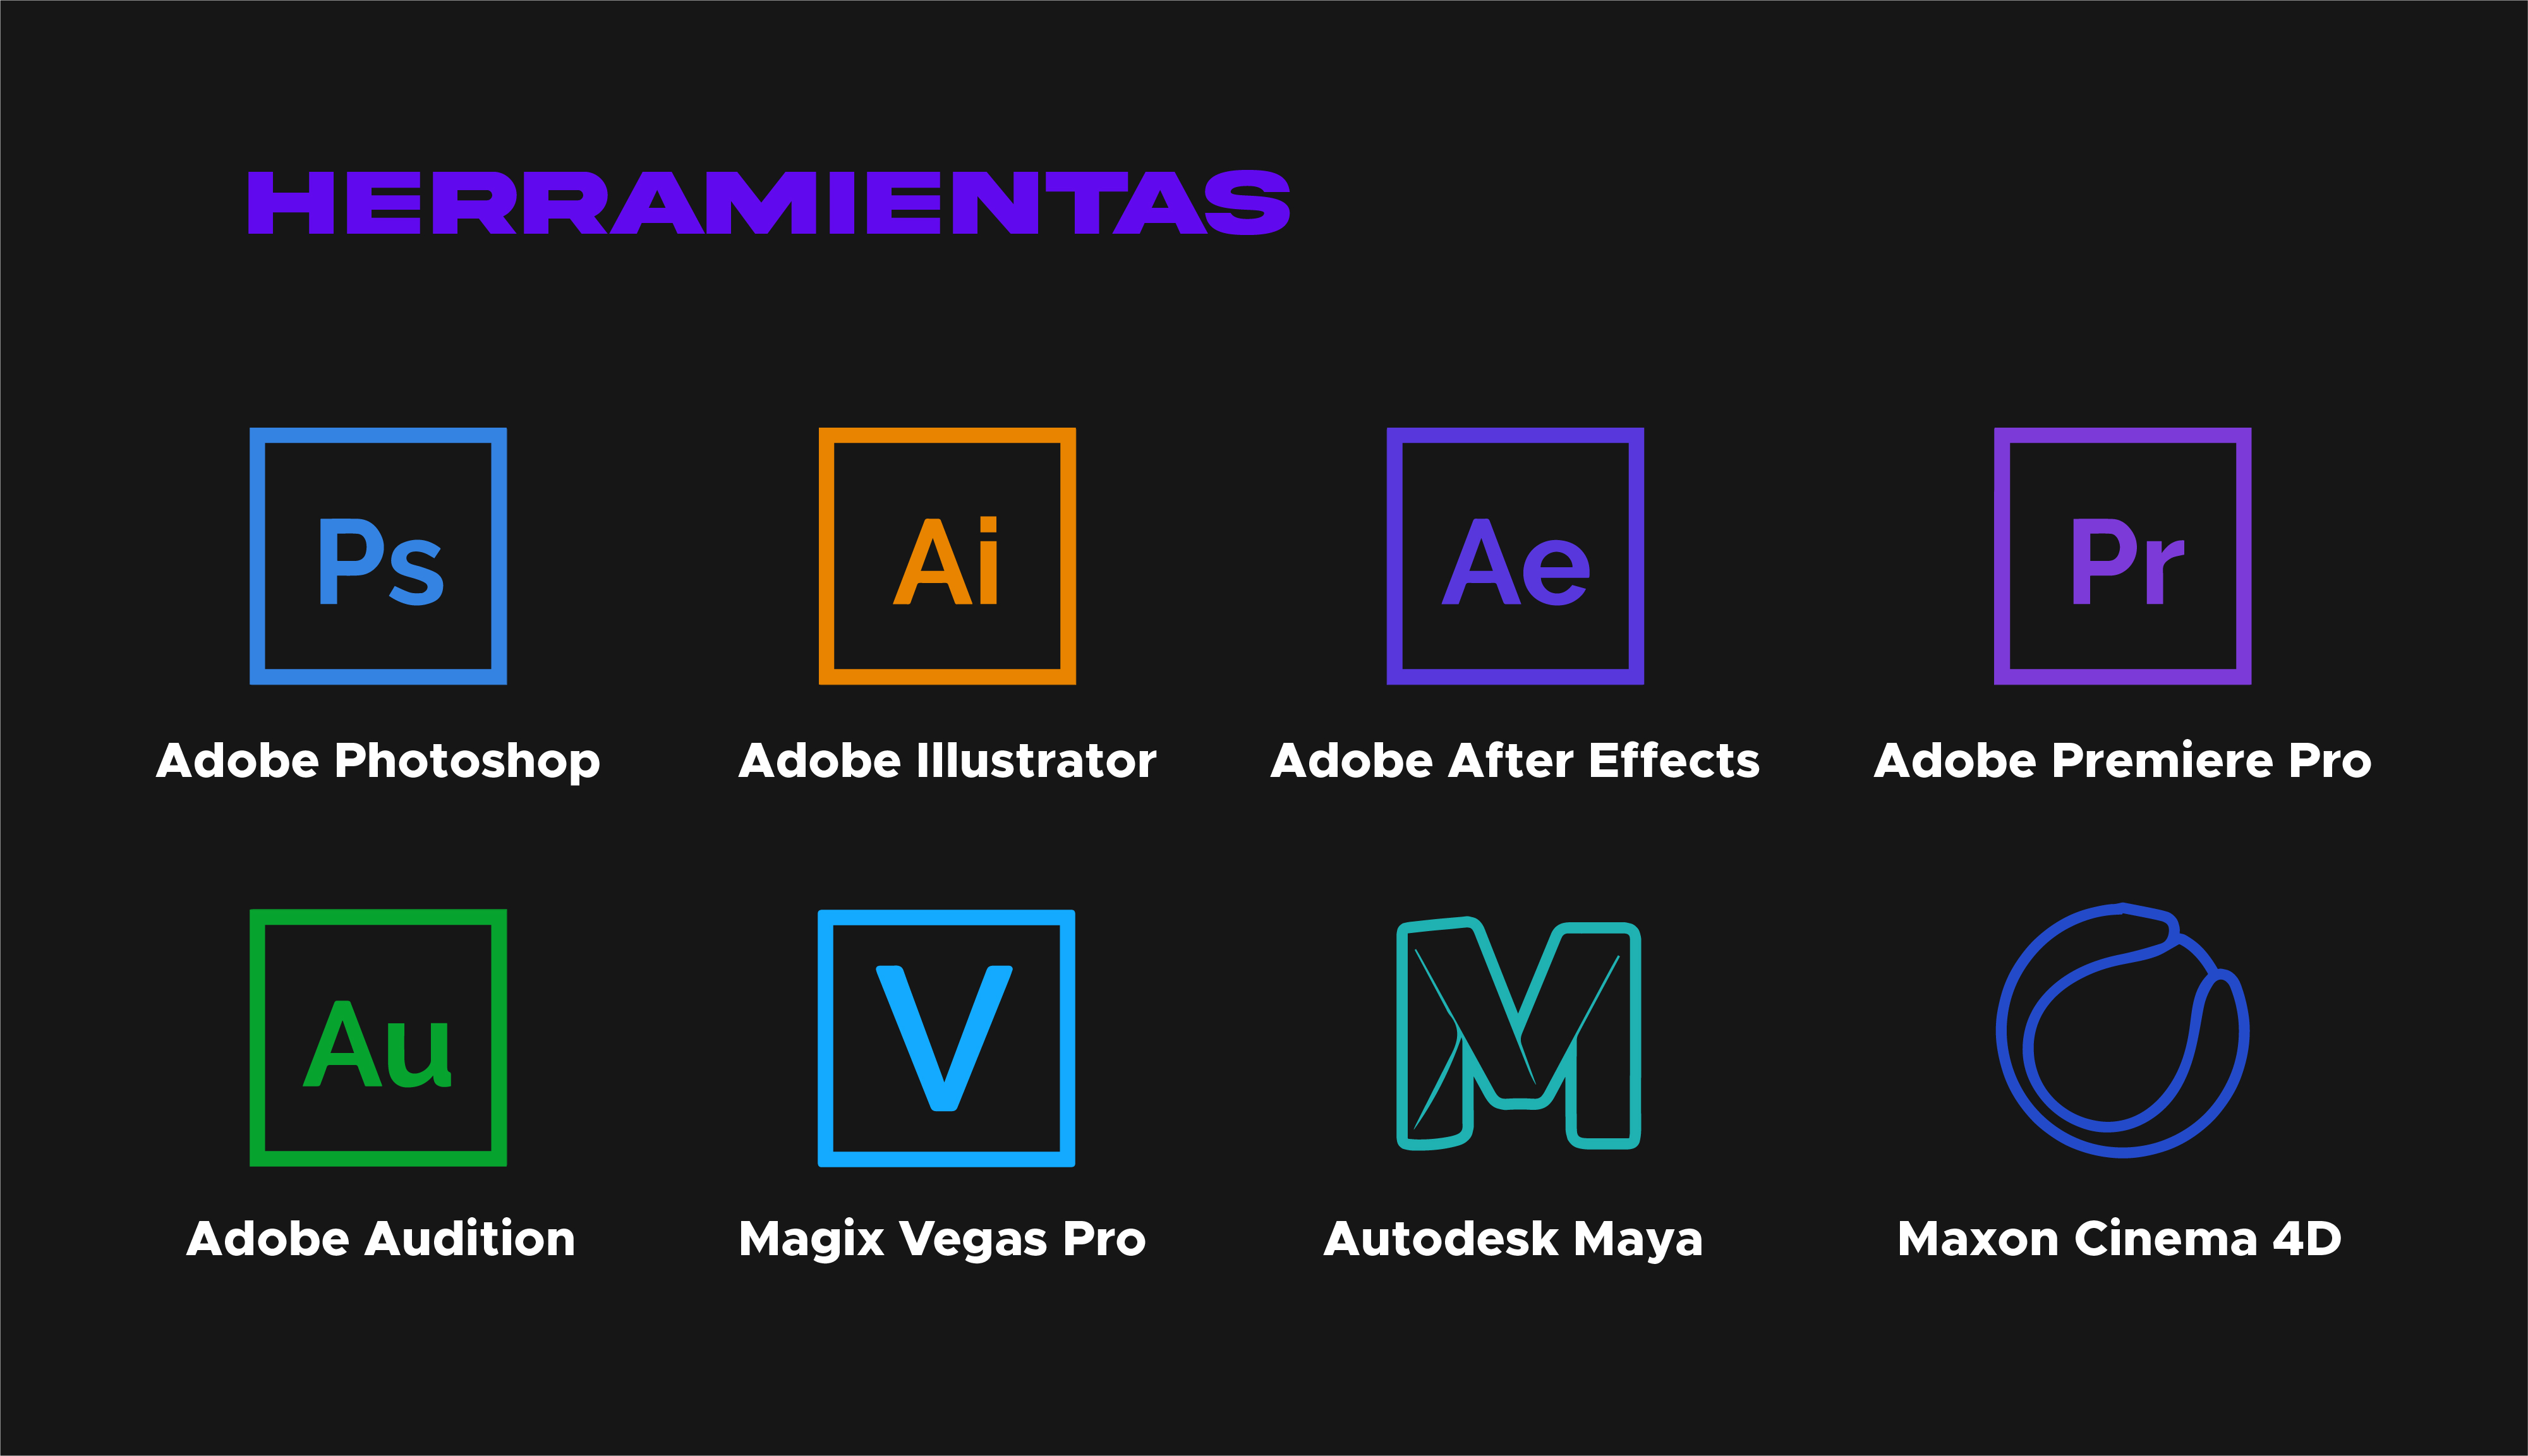 HERRAMIENTAS
Ps
Ai
Ae
Pr
Adobe Photoshop
Adobe Illustrator
Adobe After Effects
Adobe Premiere Pro
Au
V
M
Adobe Audition
Magix Vegas Pro
Autodesk Maya
Maxon Cinema 4D